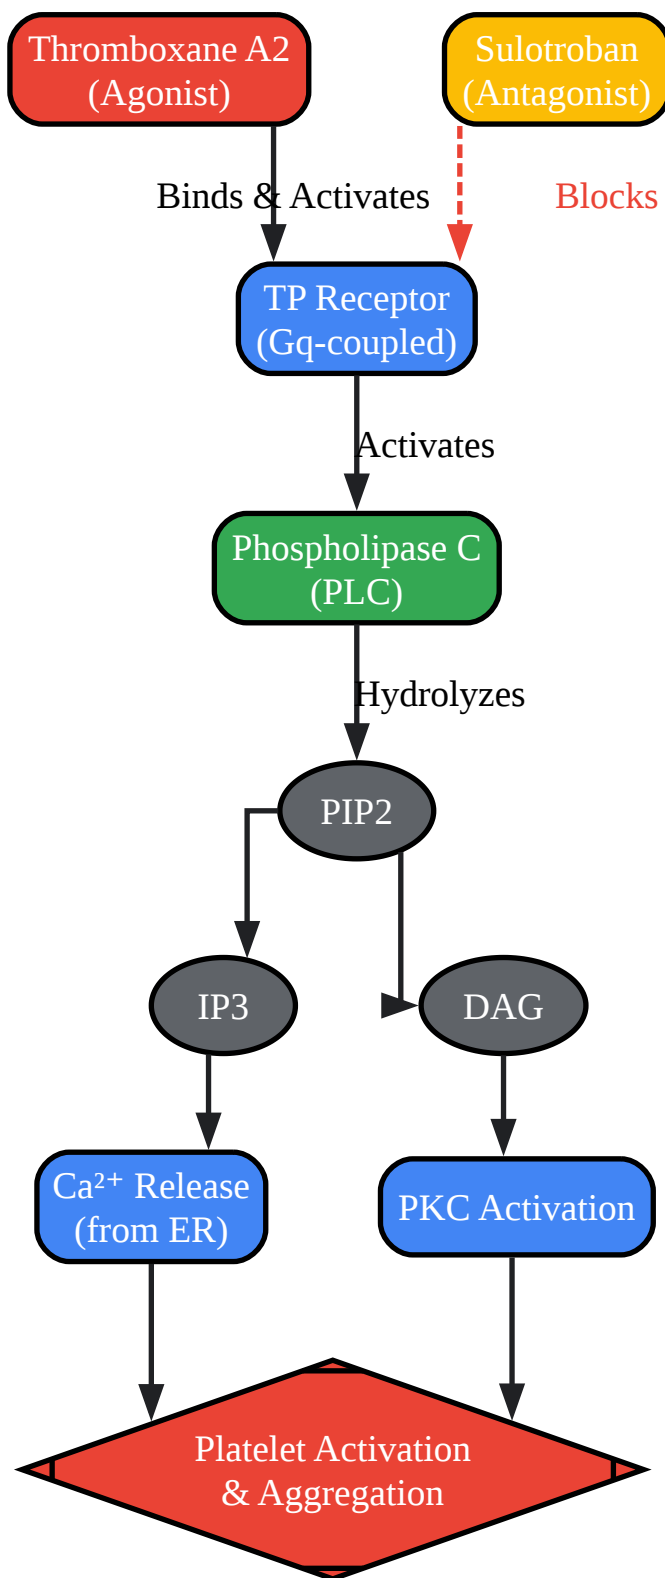 Thromboxane A2
(Agonist)
Sulotroban
(Antagonist)
Binds & Activates
Blocks
TP Receptor
(Gq-coupled)
Activates
Phospholipase C
(PLC)
Hydrolyzes
PIP2
IP3
DAG
Ca²⁺ Release
(from ER)
PKC Activation
Platelet Activation
& Aggregation